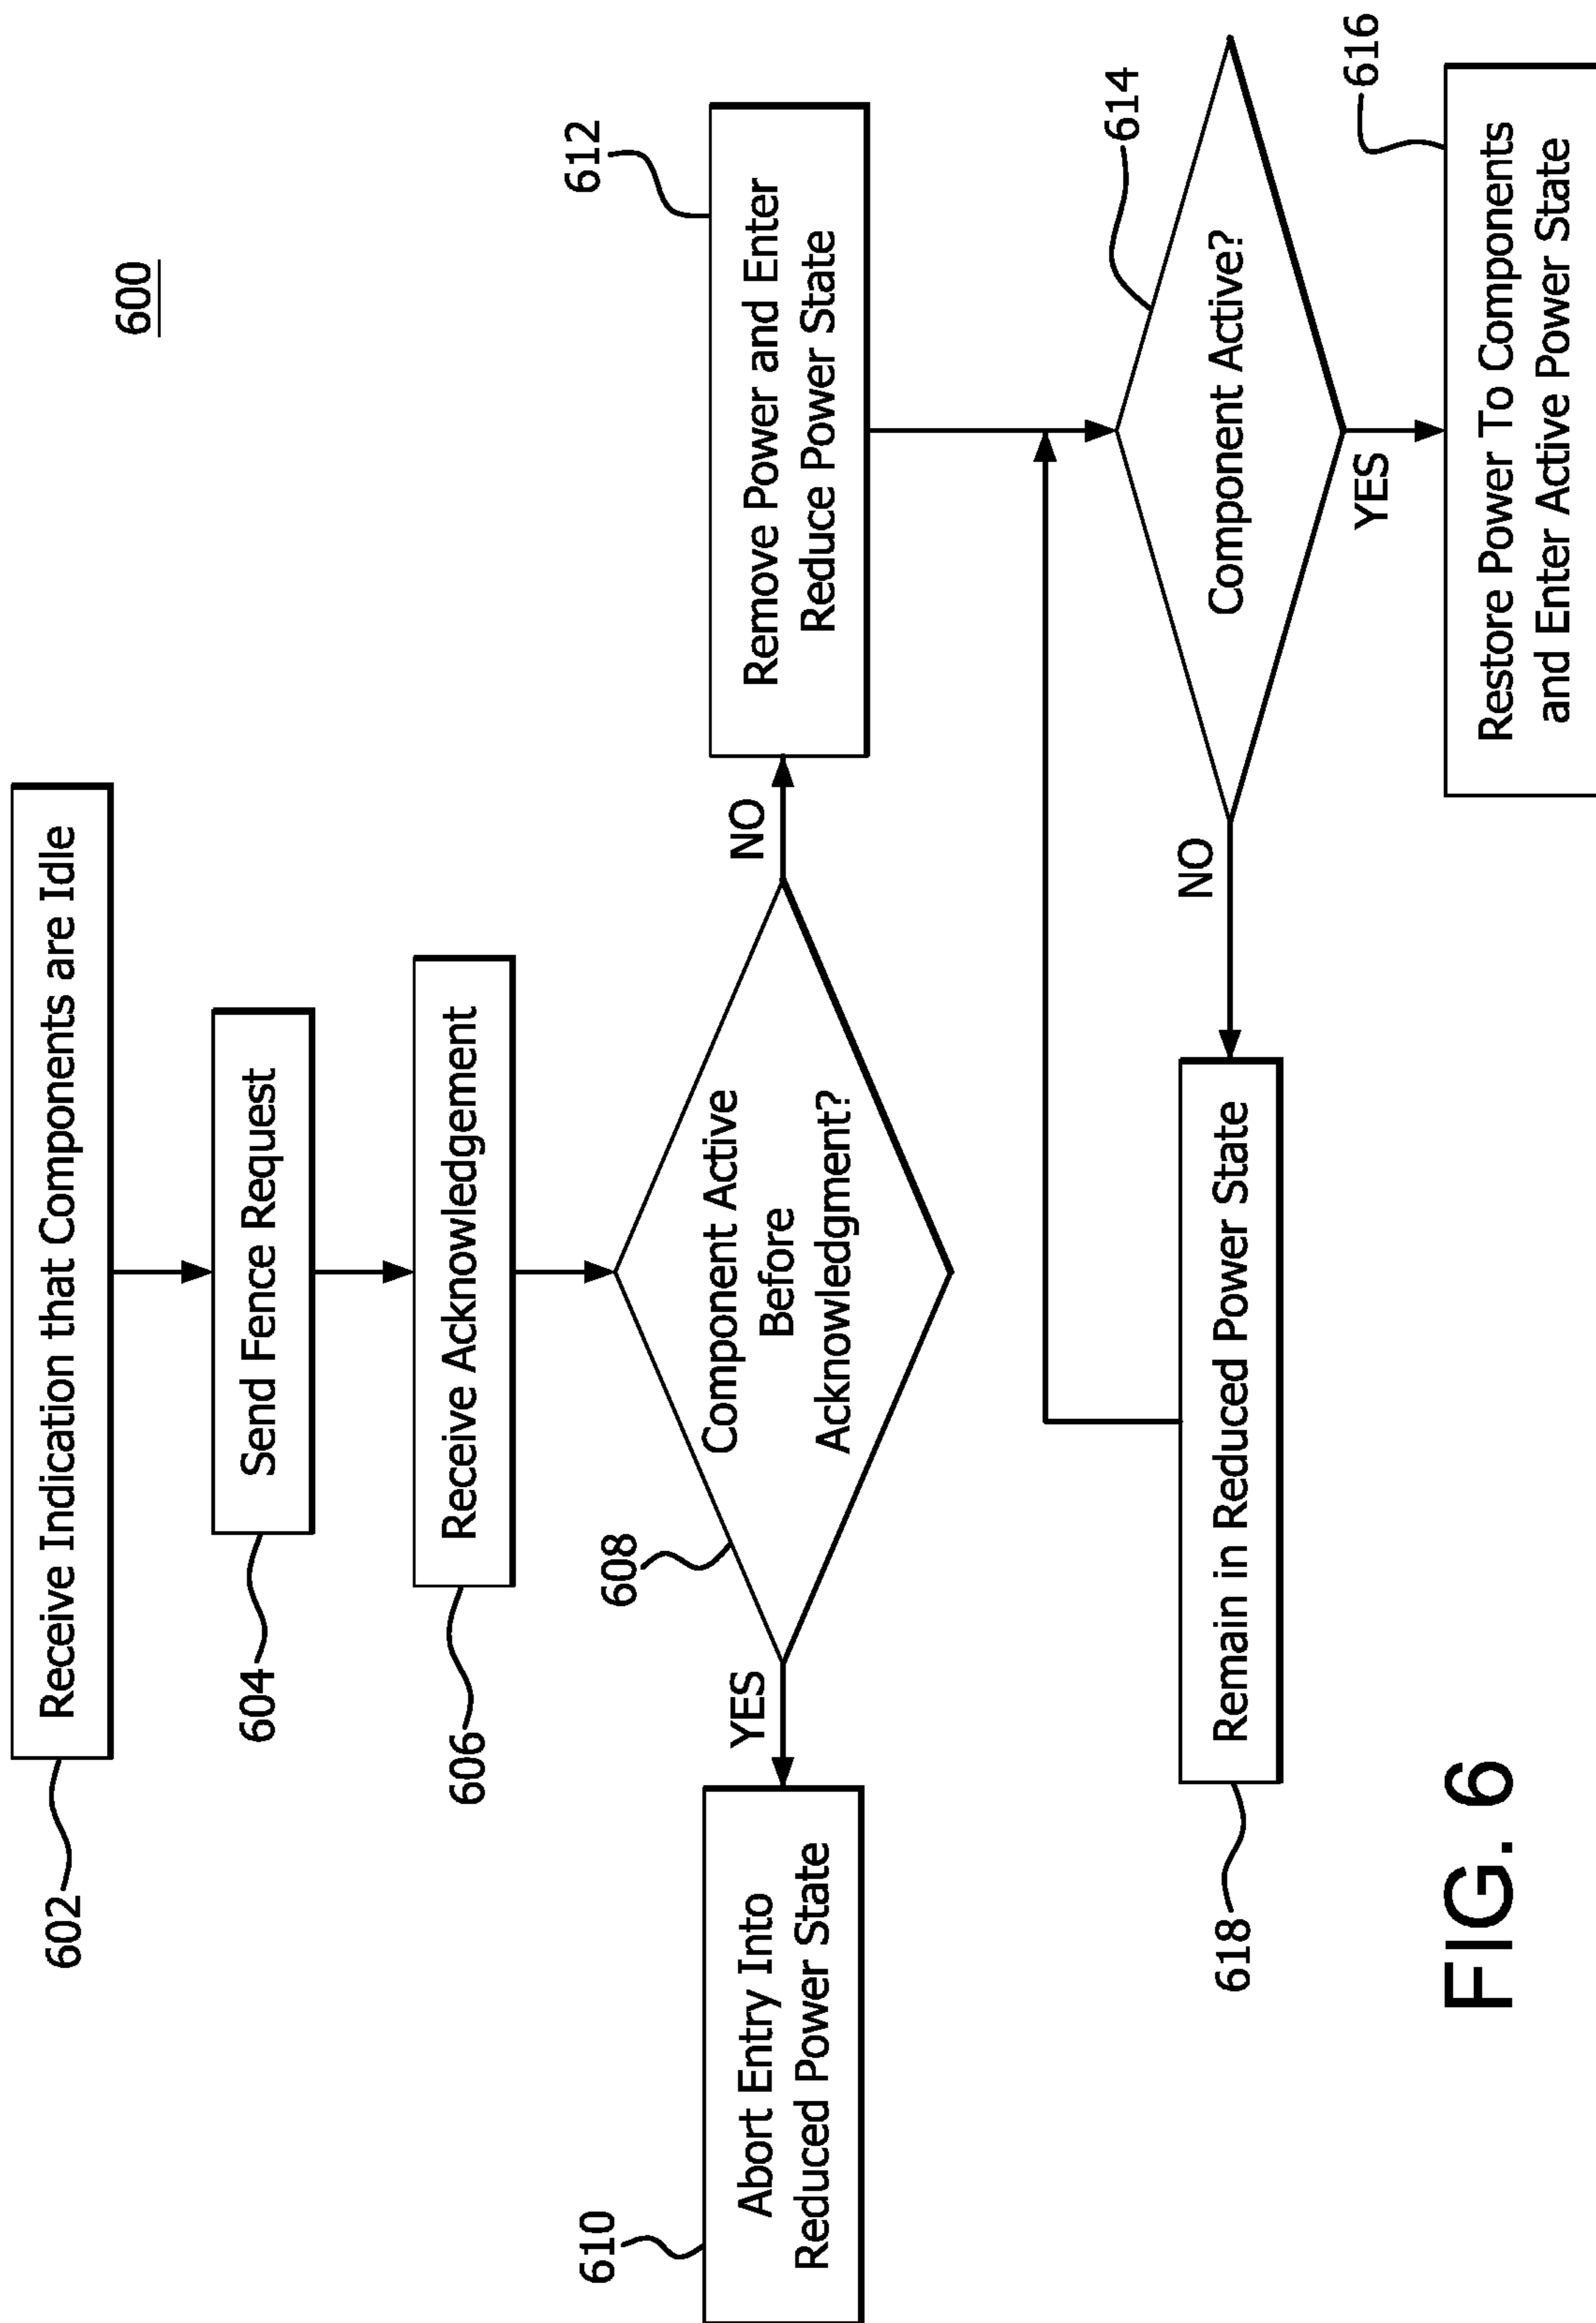 600
Receive Indication that Components are Idle
602
Send Fence Request
604
Receive Acknowledgement
606
Component Active
Before
Acknowledgment?
608
YES
NO
Abort Entry Into
Reduced Power State
610
Remove Power and Enter
Reduce Power State
612
Component Active?
614
NO
YES
Remain in Reduced Power State
618
Restore Power To Components
and Enter Active Power State
616
FIG. 6